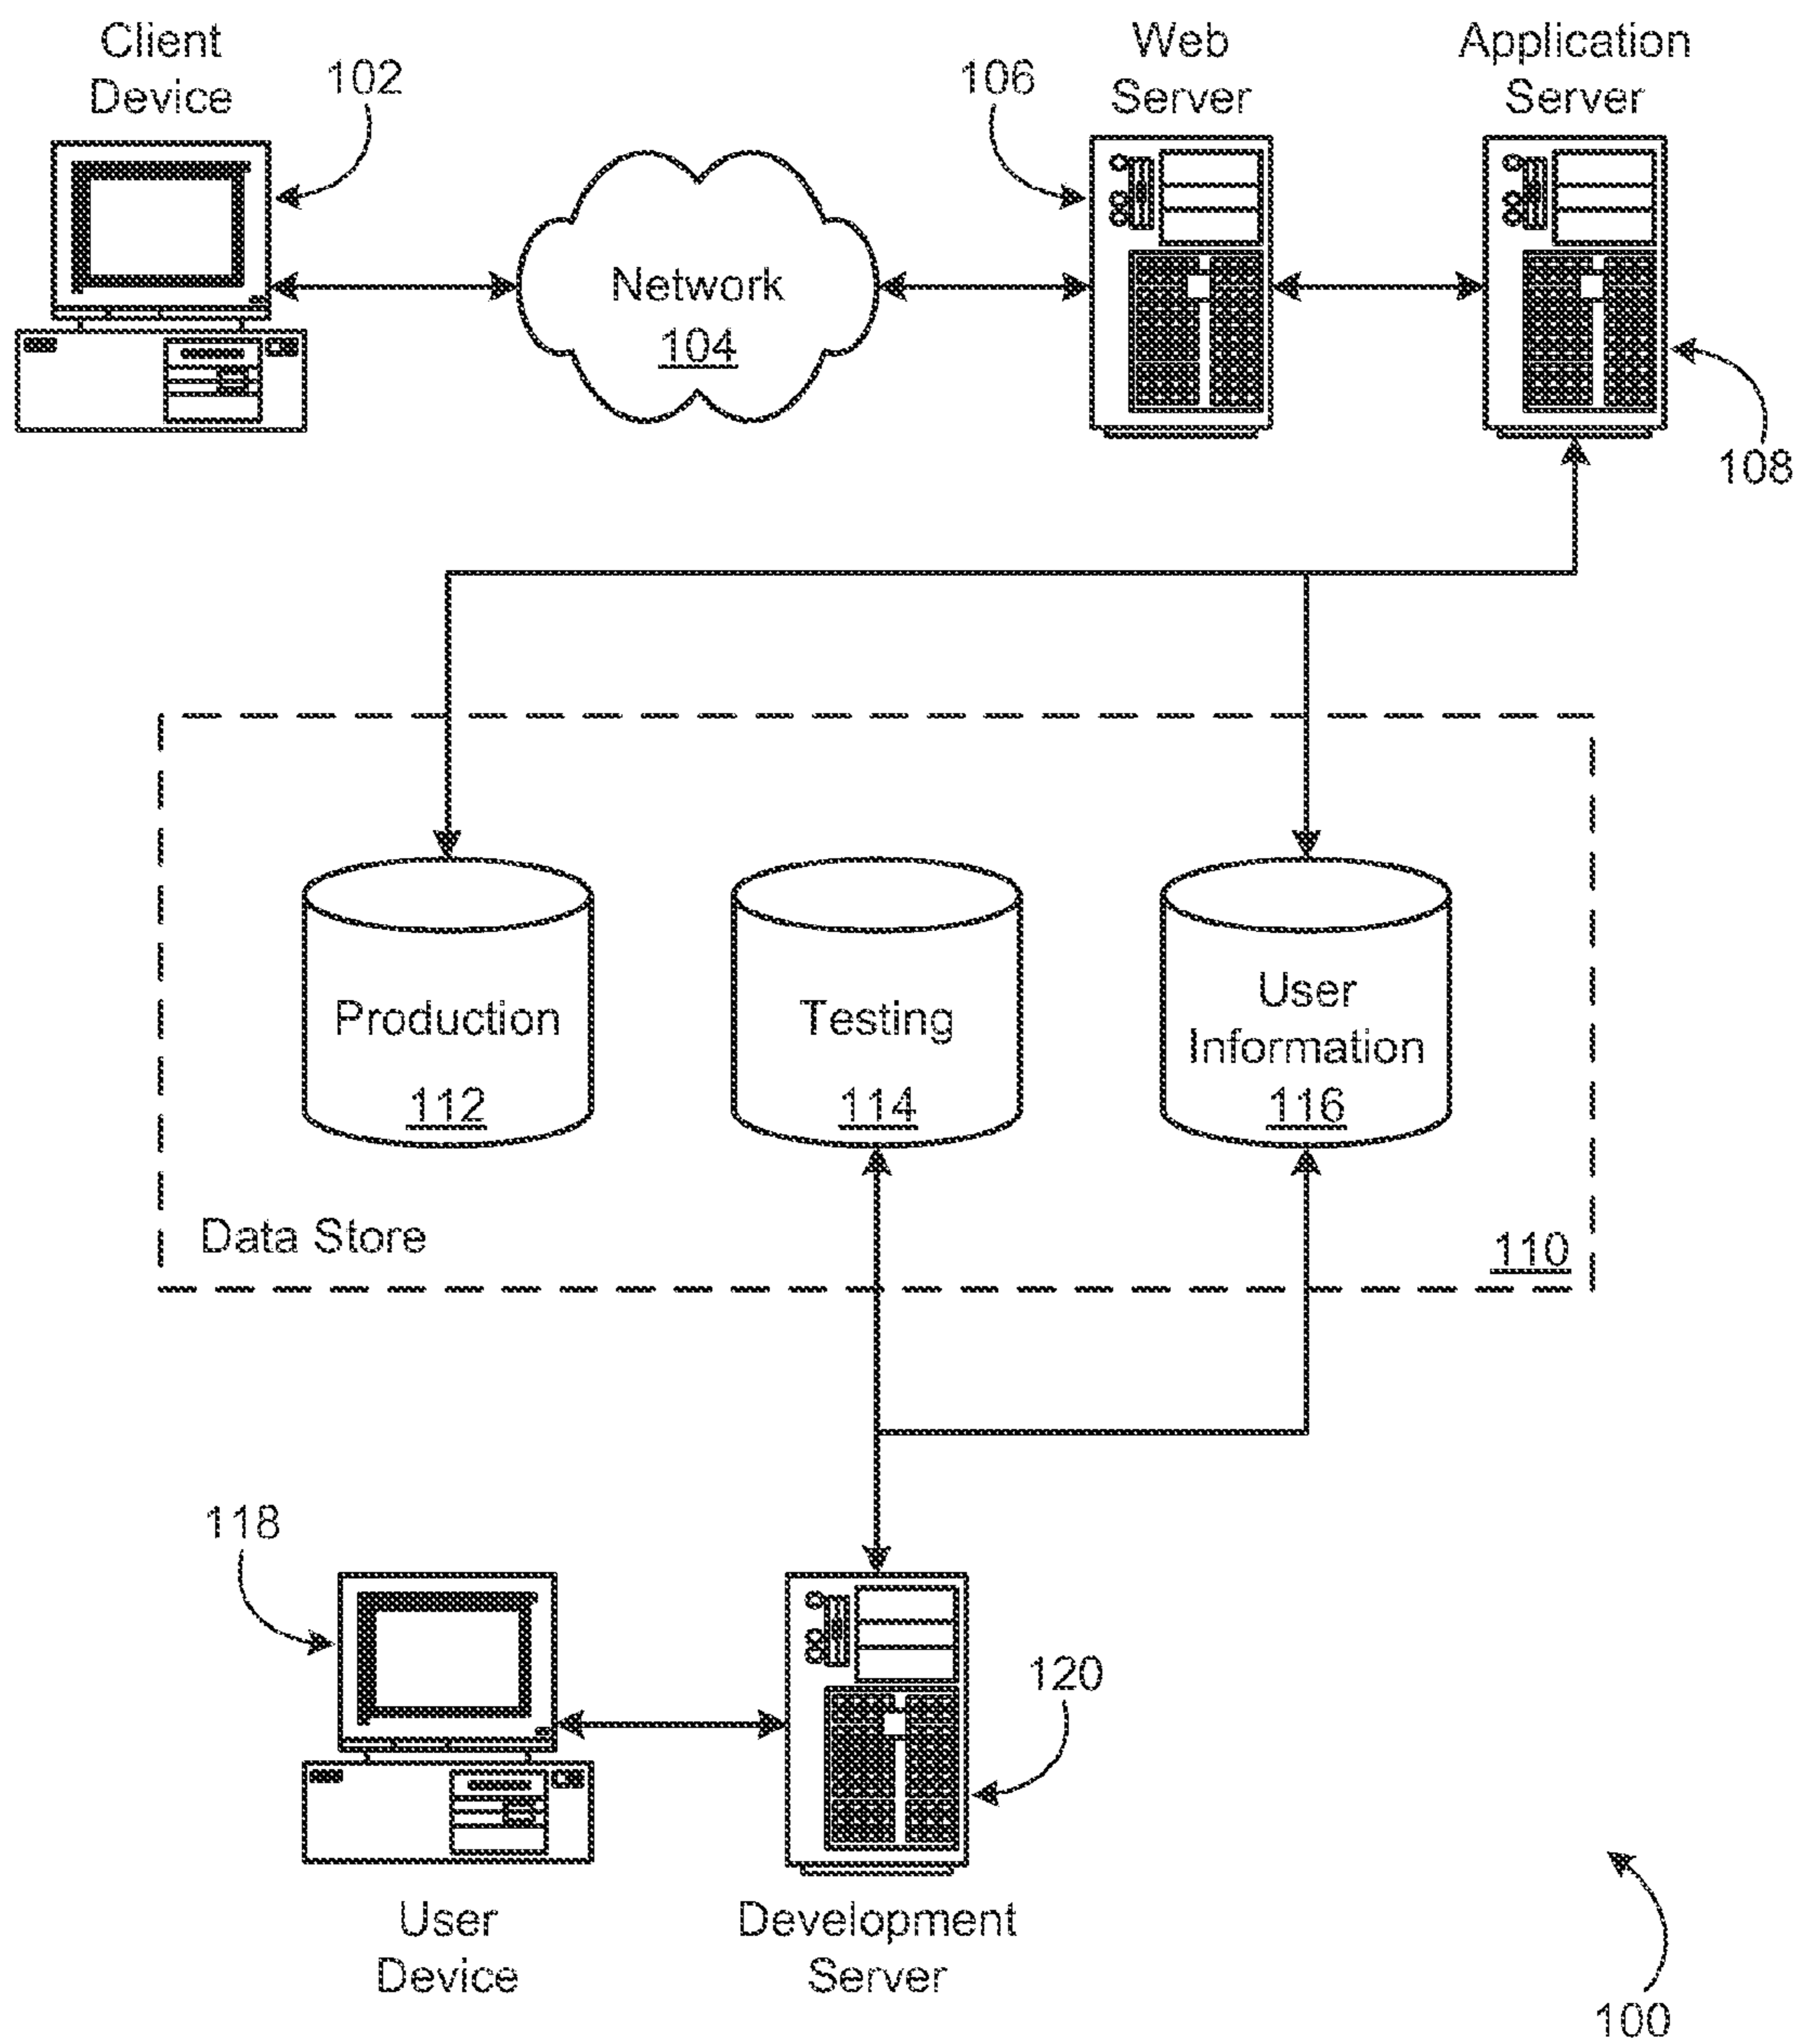 Client
Device
102
106
Web
Server
Application
Server
Network
104
108
Production
112
Testing
114
User
Information
116
Data Store
110
118
120
User
Device
Development
Server
100